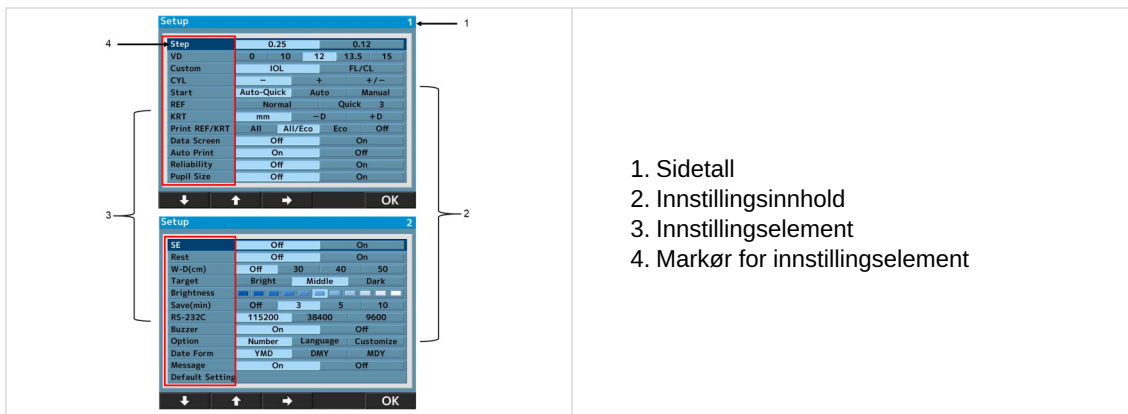 Setup 1
1
4
Step 0.25 0.12
VD 0 10 12 13.5 15
Custom IOL FL/CL
CYL − + +/−
Start Auto-Quick Auto Manual
REF Normal Quick 3
KRT mm −D +D
Print REF/KRT All All/Eco Eco Off
Data Screen Off On
Auto Print On Off
Reliability Off On
Pupil Size Off On
OK
3
2
Setup 2
SE Off On
Rest Off On
W-D(cm) Off 30 40 50
Target Bright Middle Dark
Brightness
Save(min) Off 3 5 10
RS-232C 115200 38400 9600
Buzzer On Off
Option Number Language Customize
Date Form YMD DMY MDY
Message On Off
Default Setting
OK
1. Sidetall
2. Innstillingsinnhold
3. Innstillingselement
4. Markør for innstillingselement